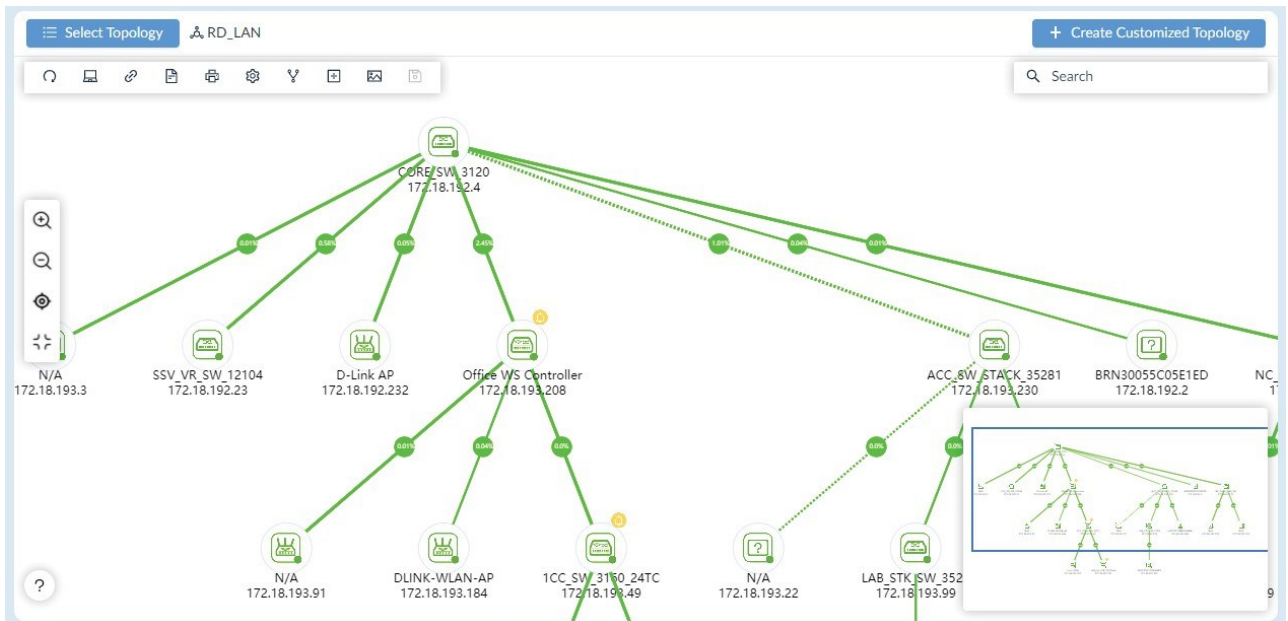 Select Topology
RD_LAN
+ Create Customized Topology
Search
CORE_SW_3120
172.18.192.4
0.01%
0.58%
0.05%
2.45%
1.01%
0.04%
0.01%
N/A
172.18.193.3
SSV_VR_SW_12104
172.18.192.23
D-Link AP
172.18.192.232
Office WS Controller
172.18.193.208
ACC_SW_STACK_35281
172.18.193.230
BRN30055C05E1ED
172.18.192.2
NC_
1
0.01%
0.04%
0.0%
0.0%
0.0%
N/A
172.18.193.91
DLINK-WLAN-AP
172.18.193.184
1CC_SW_3150_24TC
172.18.193.49
N/A
172.18.193.22
LAB_STK_SW_352
172.18.193.99
9
?